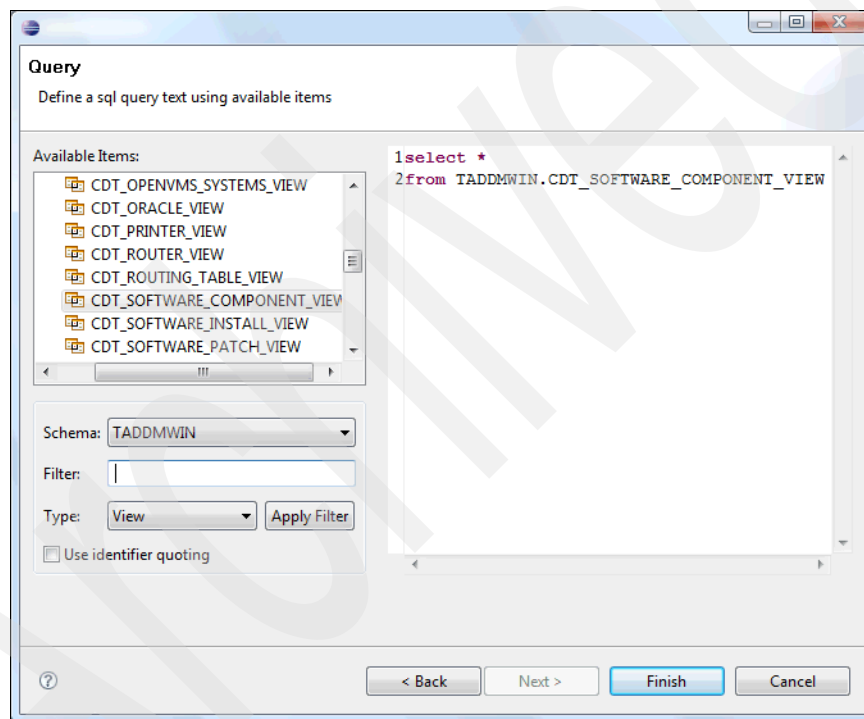 Query
Define a sql query text using available items
Available Items:
CDT_OPENVMS_SYSTEMS_VIEW
CDT_ORACLE_VIEW
CDT_PRINTER_VIEW
CDT_ROUTER_VIEW
CDT_ROUTING_TABLE_VIEW
CDT_SOFTWARE_COMPONENT_VIEW
CDT_SOFTWARE_INSTALL_VIEW
CDT_SOFTWARE_PATCH_VIEW
1select *
2from TADDMWIN.CDT_SOFTWARE_COMPONENT_VIEW
Schema: TADDMWIN
Filter:
Type: View Apply Filter
Use identifier quoting
< Back Next > Finish Cancel